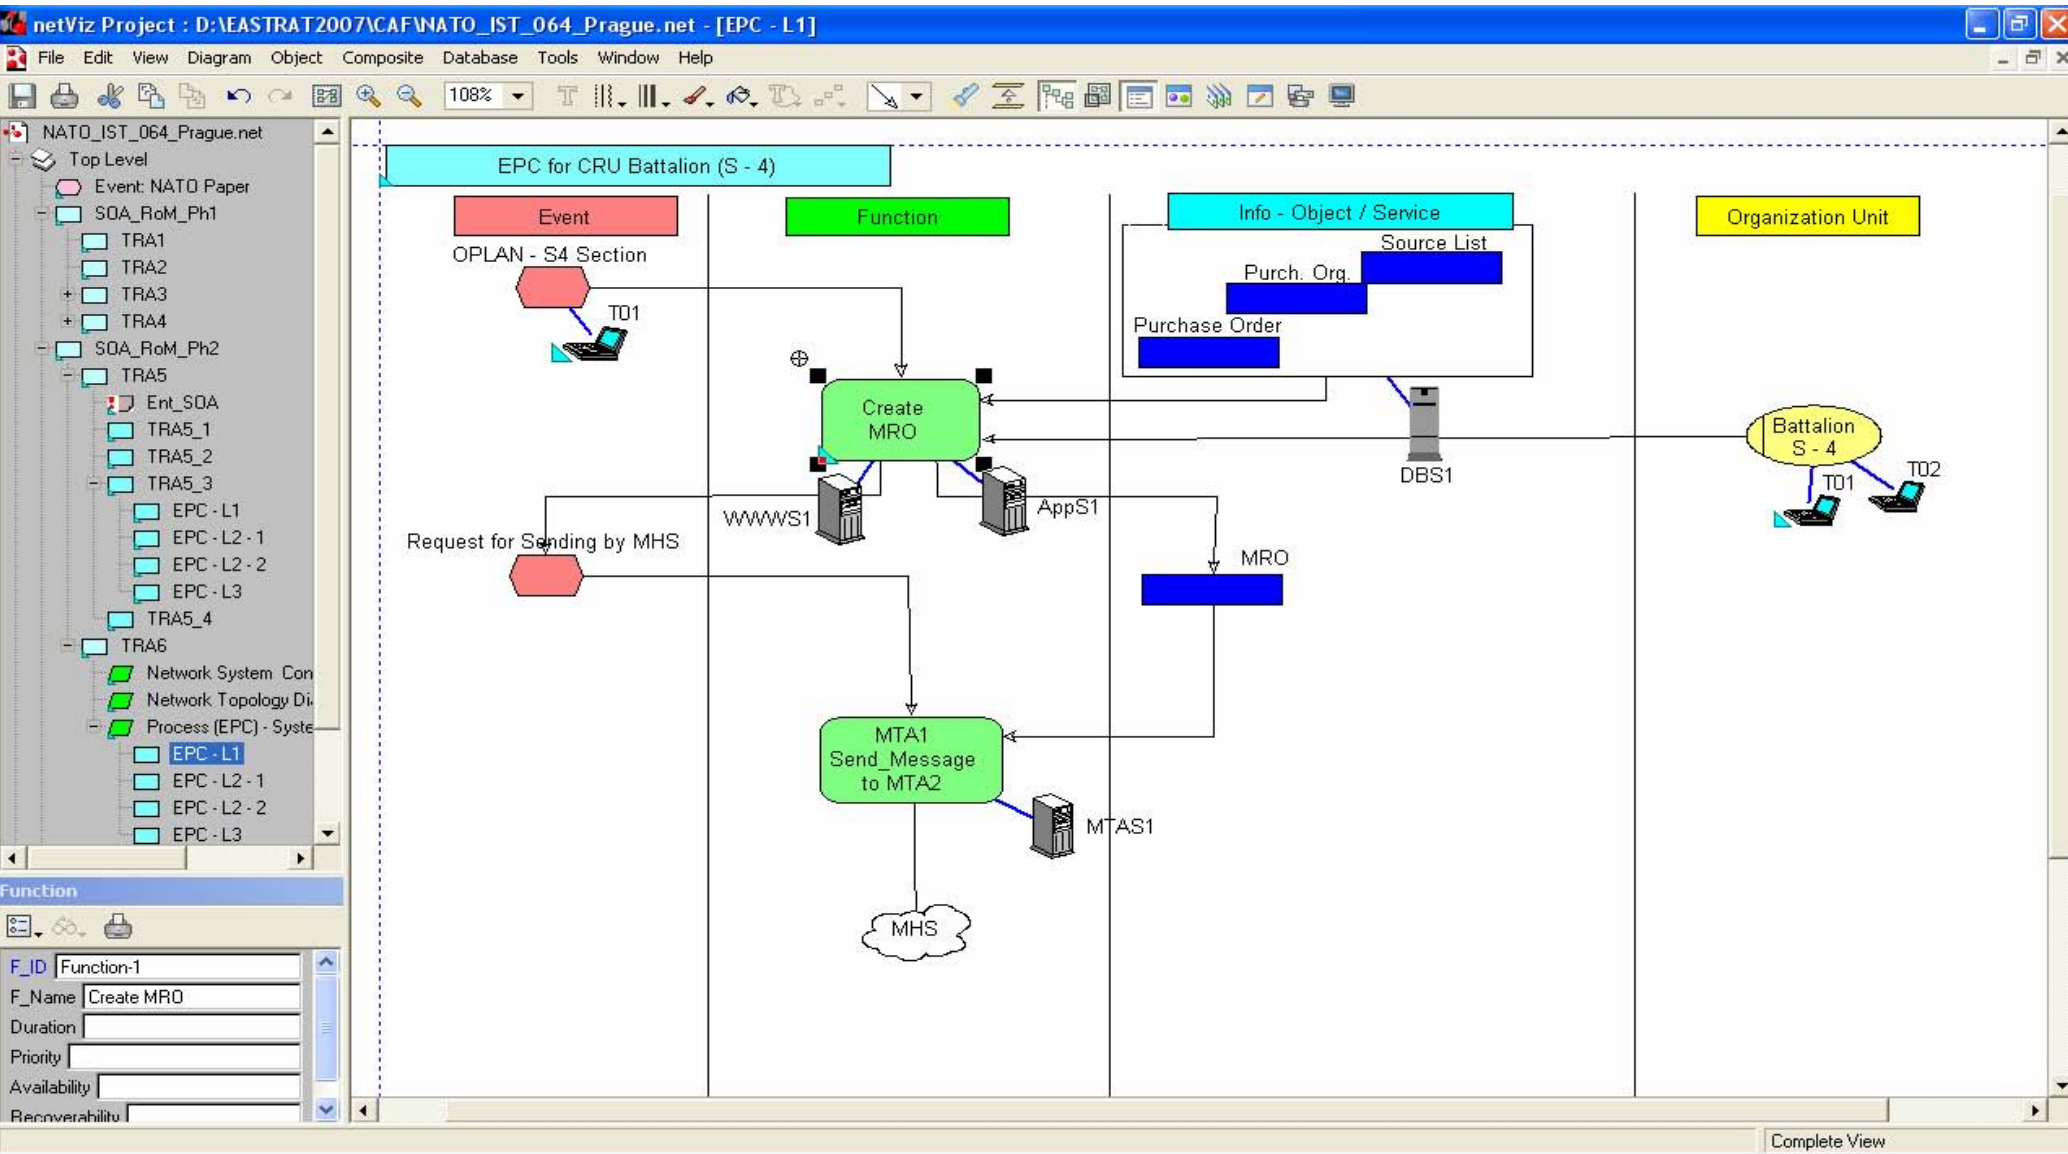 netViz Project : D:\EASTRAT2007\CAF\NATO_IST_064_Prague.net - [EPC - L1]
File Edit View Diagram Object Composite Database Tools Window Help
108%
NATO_IST_064_Prague.net
Top Level
Event: NATO Paper
SOA_RoM_Ph1
TRA1
TRA2
TRA3
TRA4
SOA_RoM_Ph2
TRA5
Ent_SOA
TRA5_1
TRA5_2
TRA5_3
EPC - L1
EPC - L2 - 1
EPC - L2 - 2
EPC - L3
TRA5_4
TRA6
Network System Con
Network Topology Di
Process (EPC) - Syste
EPC - L1
EPC - L2 - 1
EPC - L2 - 2
EPC - L3
Function
F_ID Function-1
F_Name Create MRO
Duration
Priority
Availability
Recoverability
EPC for CRU Battalion (S - 4)
Event
Function
Info - Object / Service
Organization Unit
OPLAN - S4 Section
T01
Source List
Purch. Org.
Purchase Order
Create
MRO
DBS1
Battalion
S - 4
T01
T02
WWWS1
AppS1
Request for Sending by MHS
MRO
MTA1
Send_Message
to MTA2
MTAS1
MHS
Complete View